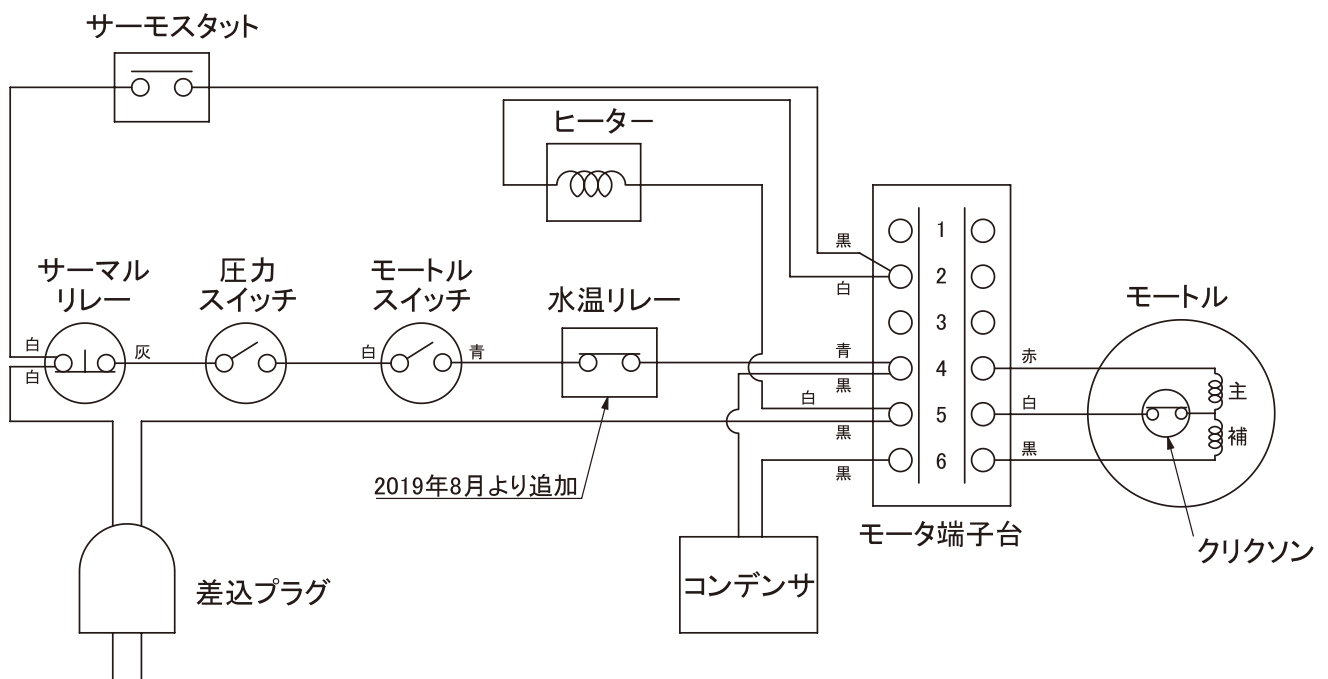 サーモスタット
ヒーター
サーマル
リレー
圧力
スイッチ
モートル
スイッチ
水温リレー
モートル
黒
白
白
白
灰
白
青
青
黒
白
黒
黒
1
2
3
4
5
6
赤
白
黒
主
補
2019年8月より追加
モータ端子台
クリクソン
コンデンサ
差込プラグ